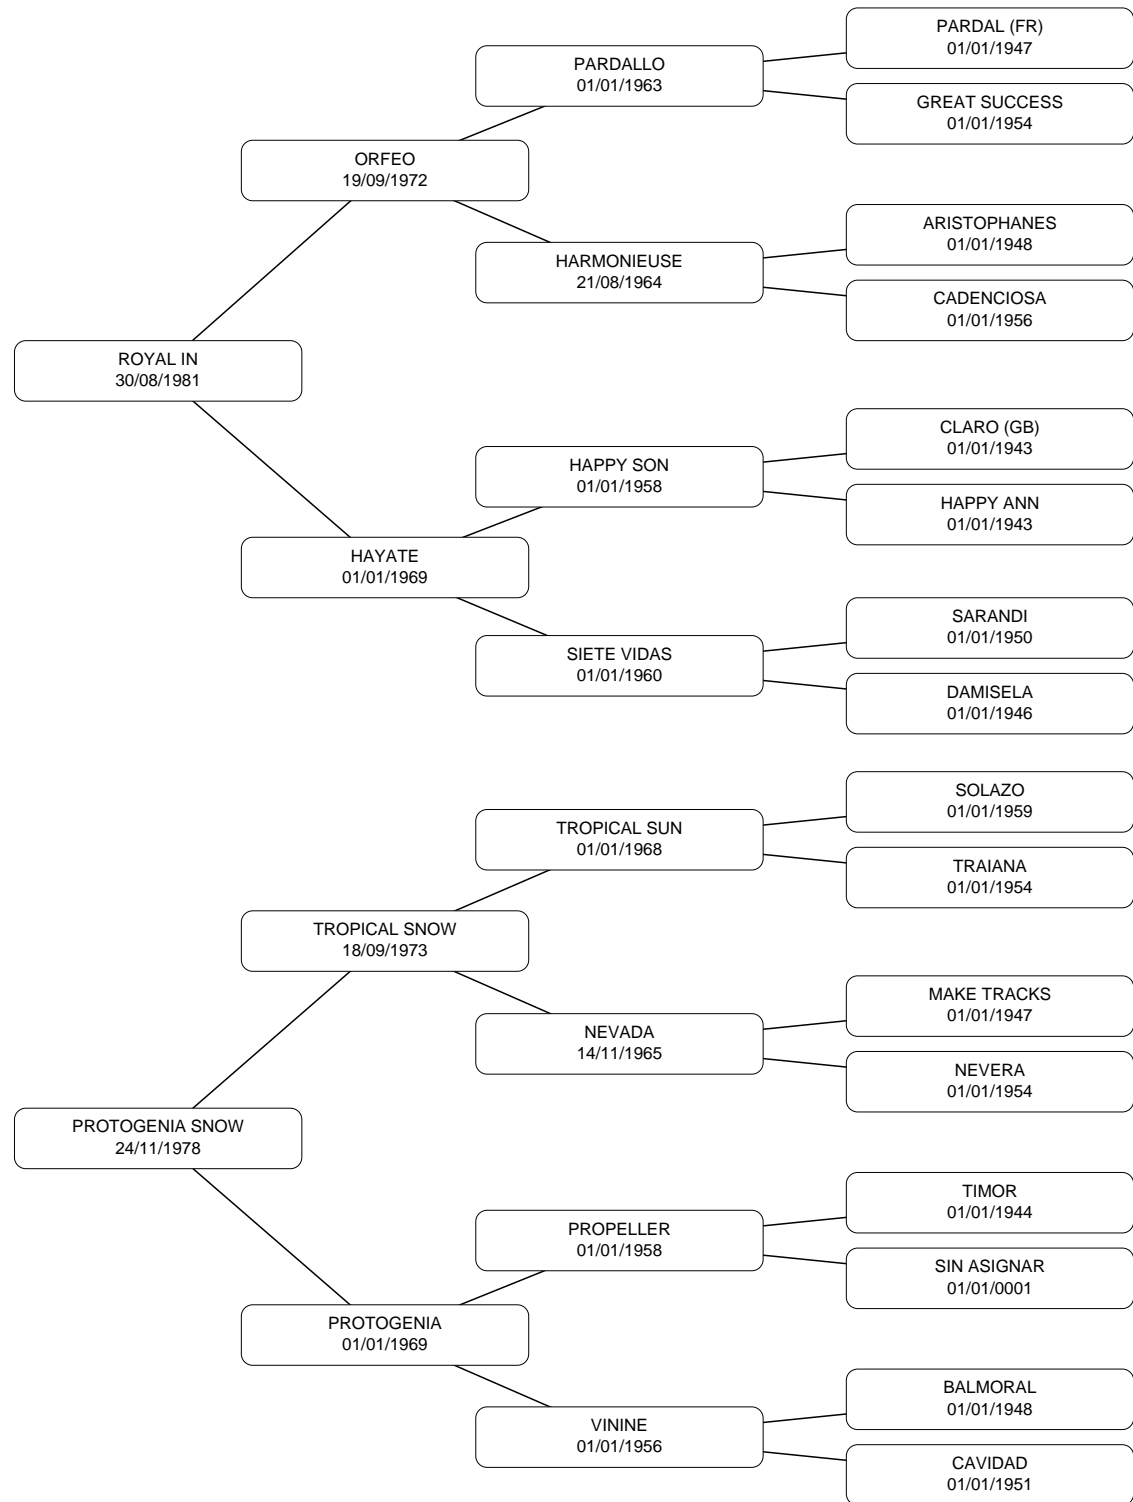 PARDAL (FR)
01/01/1947
PARDALLO
01/01/1963
GREAT SUCCESS
01/01/1954
ORFEO
19/09/1972
ARISTOPHANES
01/01/1948
HARMONIEUSE
21/08/1964
CADENCIOSA
01/01/1956
ROYAL IN
30/08/1981
CLARO (GB)
01/01/1943
HAPPY SON
01/01/1958
HAPPY ANN
01/01/1943
HAYATE
01/01/1969
SARANDI
01/01/1950
SIETE VIDAS
01/01/1960
DAMISELA
01/01/1946
SOLAZO
01/01/1959
TROPICAL SUN
01/01/1968
TRAIANA
01/01/1954
TROPICAL SNOW
18/09/1973
MAKE TRACKS
01/01/1947
NEVADA
14/11/1965
NEVERA
01/01/1954
PROTOGENIA SNOW
24/11/1978
TIMOR
01/01/1944
PROPELLER
01/01/1958
SIN ASIGNAR
01/01/0001
PROTOGENIA
01/01/1969
BALMORAL
01/01/1948
VININE
01/01/1956
CAVIDAD
01/01/1951